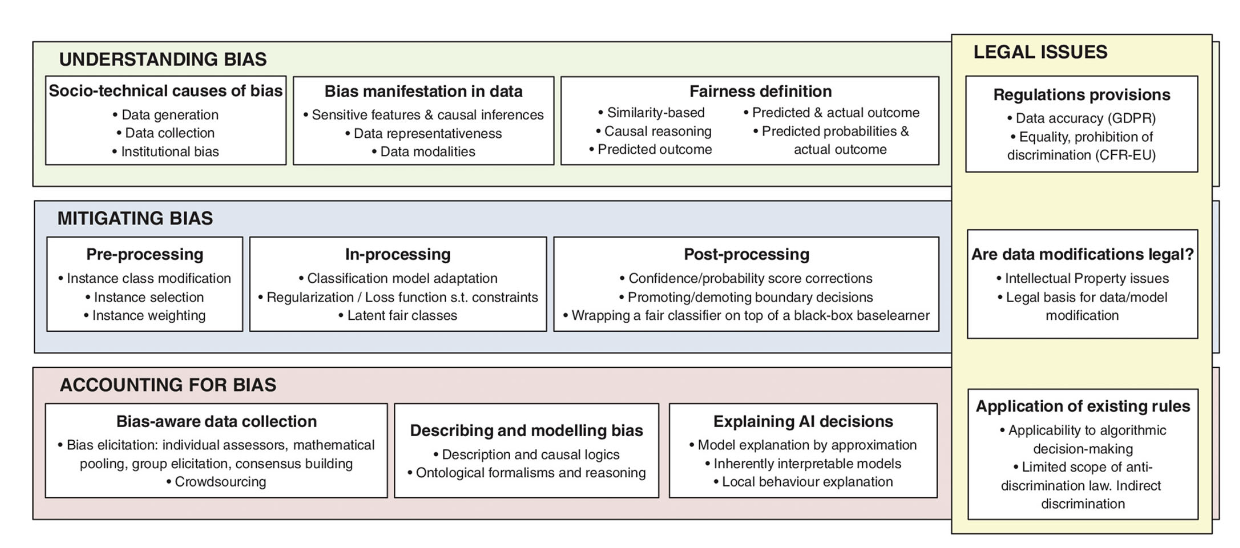 UNDERSTANDING BIAS
Socio-technical causes of bias
• Data generation
• Data collection
• Institutional bias
Bias manifestation in data
• Sensitive features & causal inferences
• Data representativeness
• Data modalities
Fairness definition
• Similarity-based
• Causal reasoning
• Predicted outcome
• Predicted & actual outcome
• Predicted probabilities &
actual outcome
MITIGATING BIAS
Pre-processing
• Instance class modification
• Instance selection
• Instance weighting
In-processing
• Classification model adaptation
• Regularization / Loss function s.t. constraints
• Latent fair classes
Post-processing
• Confidence/probability score corrections
• Promoting/demoting boundary decisions
• Wrapping a fair classifier on top of a black-box baselearner
ACCOUNTING FOR BIAS
Bias-aware data collection
• Bias elicitation: individual assessors, mathematical
pooling, group elicitation, consensus building
• Crowdsourcing
Describing and modelling bias
• Description and causal logics
• Ontological formalisms and reasoning
Explaining AI decisions
• Model explanation by approximation
• Inherently interpretable models
• Local behaviour explanation
LEGAL ISSUES
Regulations provisions
• Data accuracy (GDPR)
• Equality, prohibition of
discrimination (CFR-EU)
Are data modifications legal?
• Intellectual Property issues
• Legal basis for data/model
modification
Application of existing rules
• Applicability to algorithmic
decision-making
• Limited scope of anti-
discrimination law. Indirect
discrimination